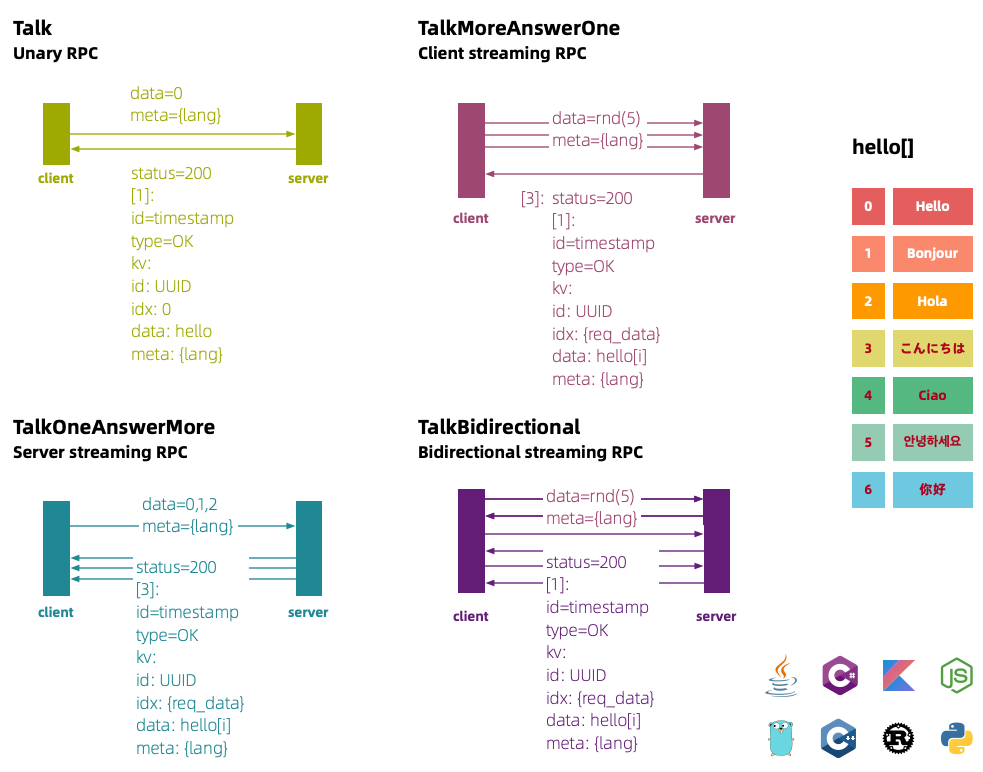 Talk
Unary RPC
data=0
meta={lang}
client
server
status=200
[1]:
id=timestamp
type=OK
kv:
id: UUID
idx: 0
data: hello
meta: {lang}
TalkMoreAnswerOne
Client streaming RPC
data=rnd(5)
meta={lang}
client
server
[3]: status=200
[1]:
id=timestamp
type=OK
kv:
id: UUID
idx: {req_data}
data: hello[i]
meta: {lang}
hello[]
0 Hello
1 Bonjour
2 Hola
3 こんにちは
4 Ciao
5 안녕하세요
6 你好
TalkOneAnswerMore
Server streaming RPC
data=0,1,2
meta={lang}
client
server
status=200
[3]:
id=timestamp
type=OK
kv:
id: UUID
idx: {req_data}
data: hello[i]
meta: {lang}
TalkBidirectional
Bidirectional streaming RPC
data=rnd(5)
meta={lang}
client
server
status=200
[1]:
id=timestamp
type=OK
kv:
id: UUID
idx: {req_data}
data: hello[i]
meta: {lang}
C#
JS
C++
R